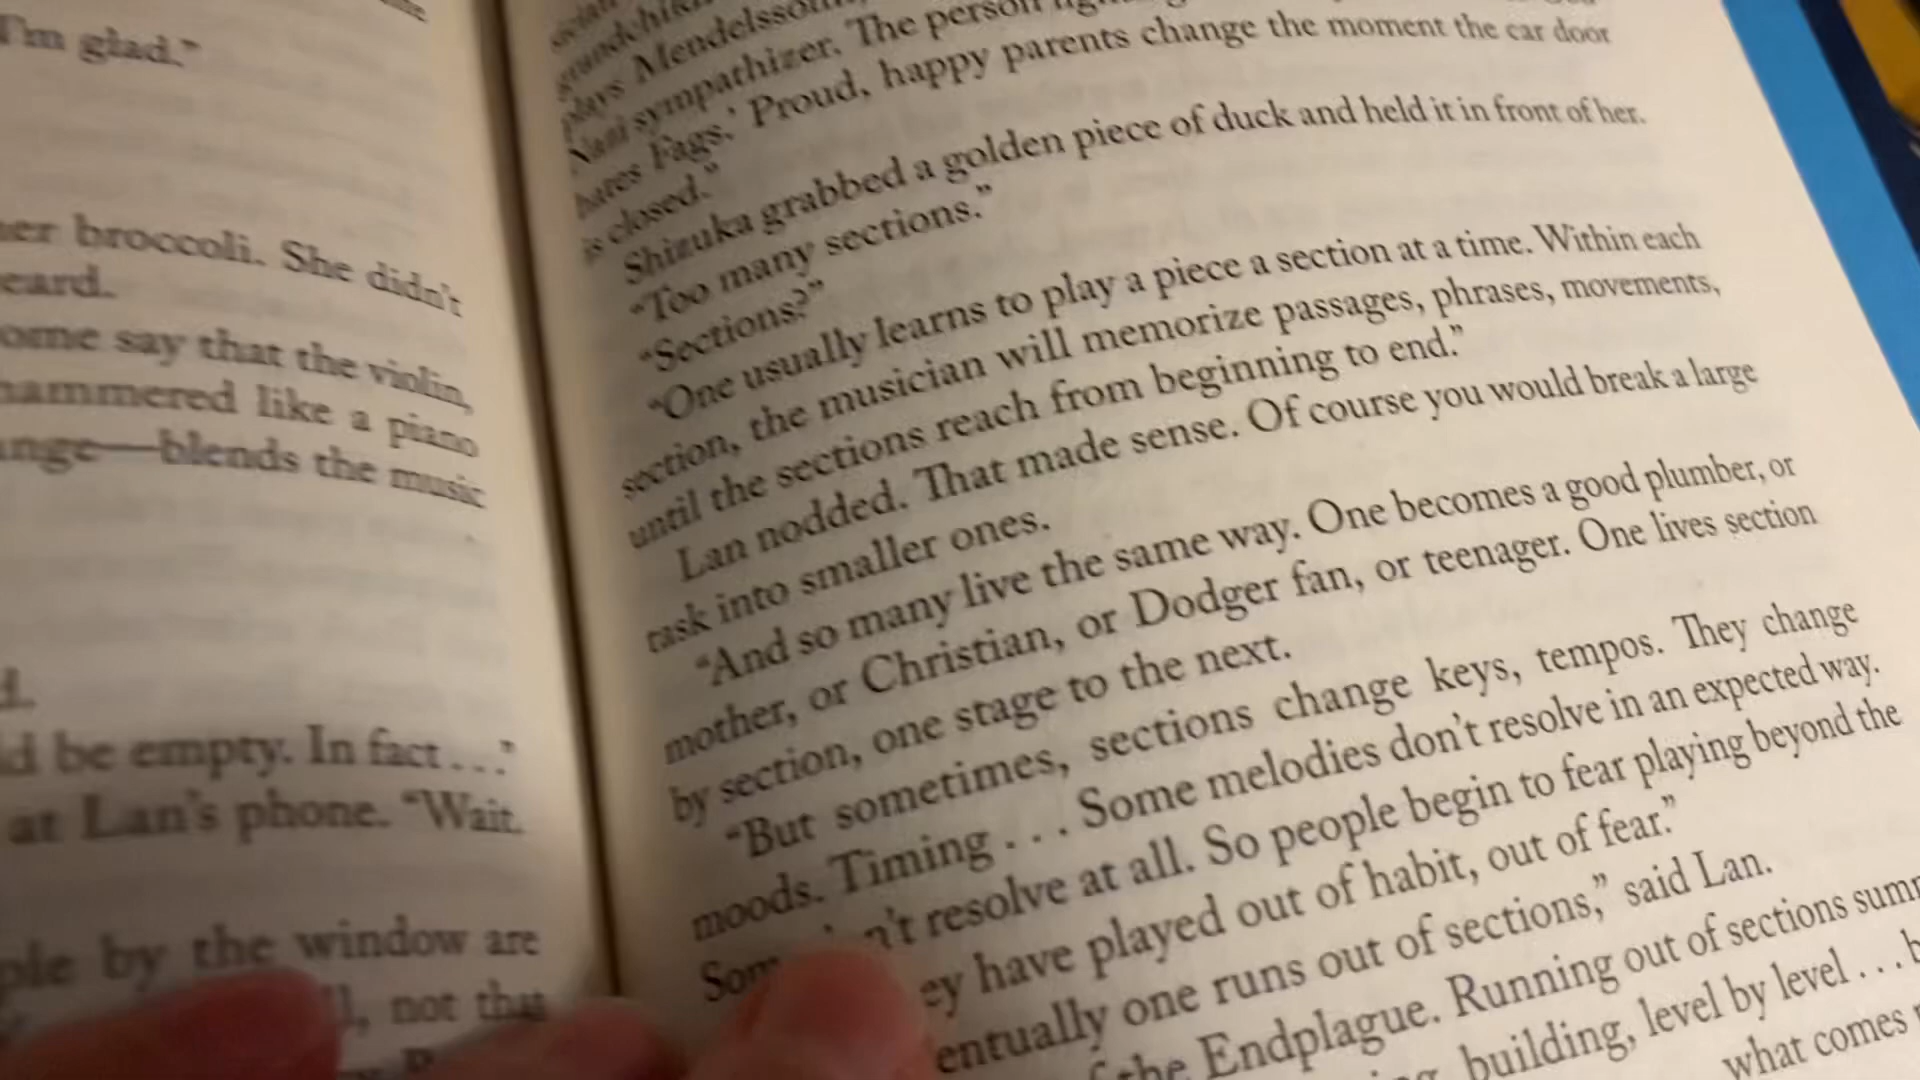 I'm glad."
her broccoli. She didn't
eard.
ome say that the violin,
hammered like a piano
ange—blends the music
d.
d be empty. In fact . . ."
at Lan's phone. "Wait.
ple by the window are
l, not that
plays Mendelssohn,
Nazi sympathizer. The person
hates Fags.' Proud, happy parents change the moment the car door
is closed."
Shizuka grabbed a golden piece of duck and held it in front of her.
"Too many sections."
"Sections?"
"One usually learns to play a piece a section at a time. Within each
section, the musician will memorize passages, phrases, movements,
until the sections reach from beginning to end."
Lan nodded. That made sense. Of course you would break a large
task into smaller ones.
"And so many live the same way. One becomes a good plumber, or
mother, or Christian, or Dodger fan, or teenager. One lives section
by section, one stage to the next.
"But sometimes, sections change keys, tempos. They change
moods. Timing . . . Some melodies don't resolve in an expected way.
Som n't resolve at all. So people begin to fear playing beyond the
ey have played out of habit, out of fear."
entually one runs out of sections," said Lan.
f the Endplague. Running out of sections summ
building, level by level . . . b
what comes